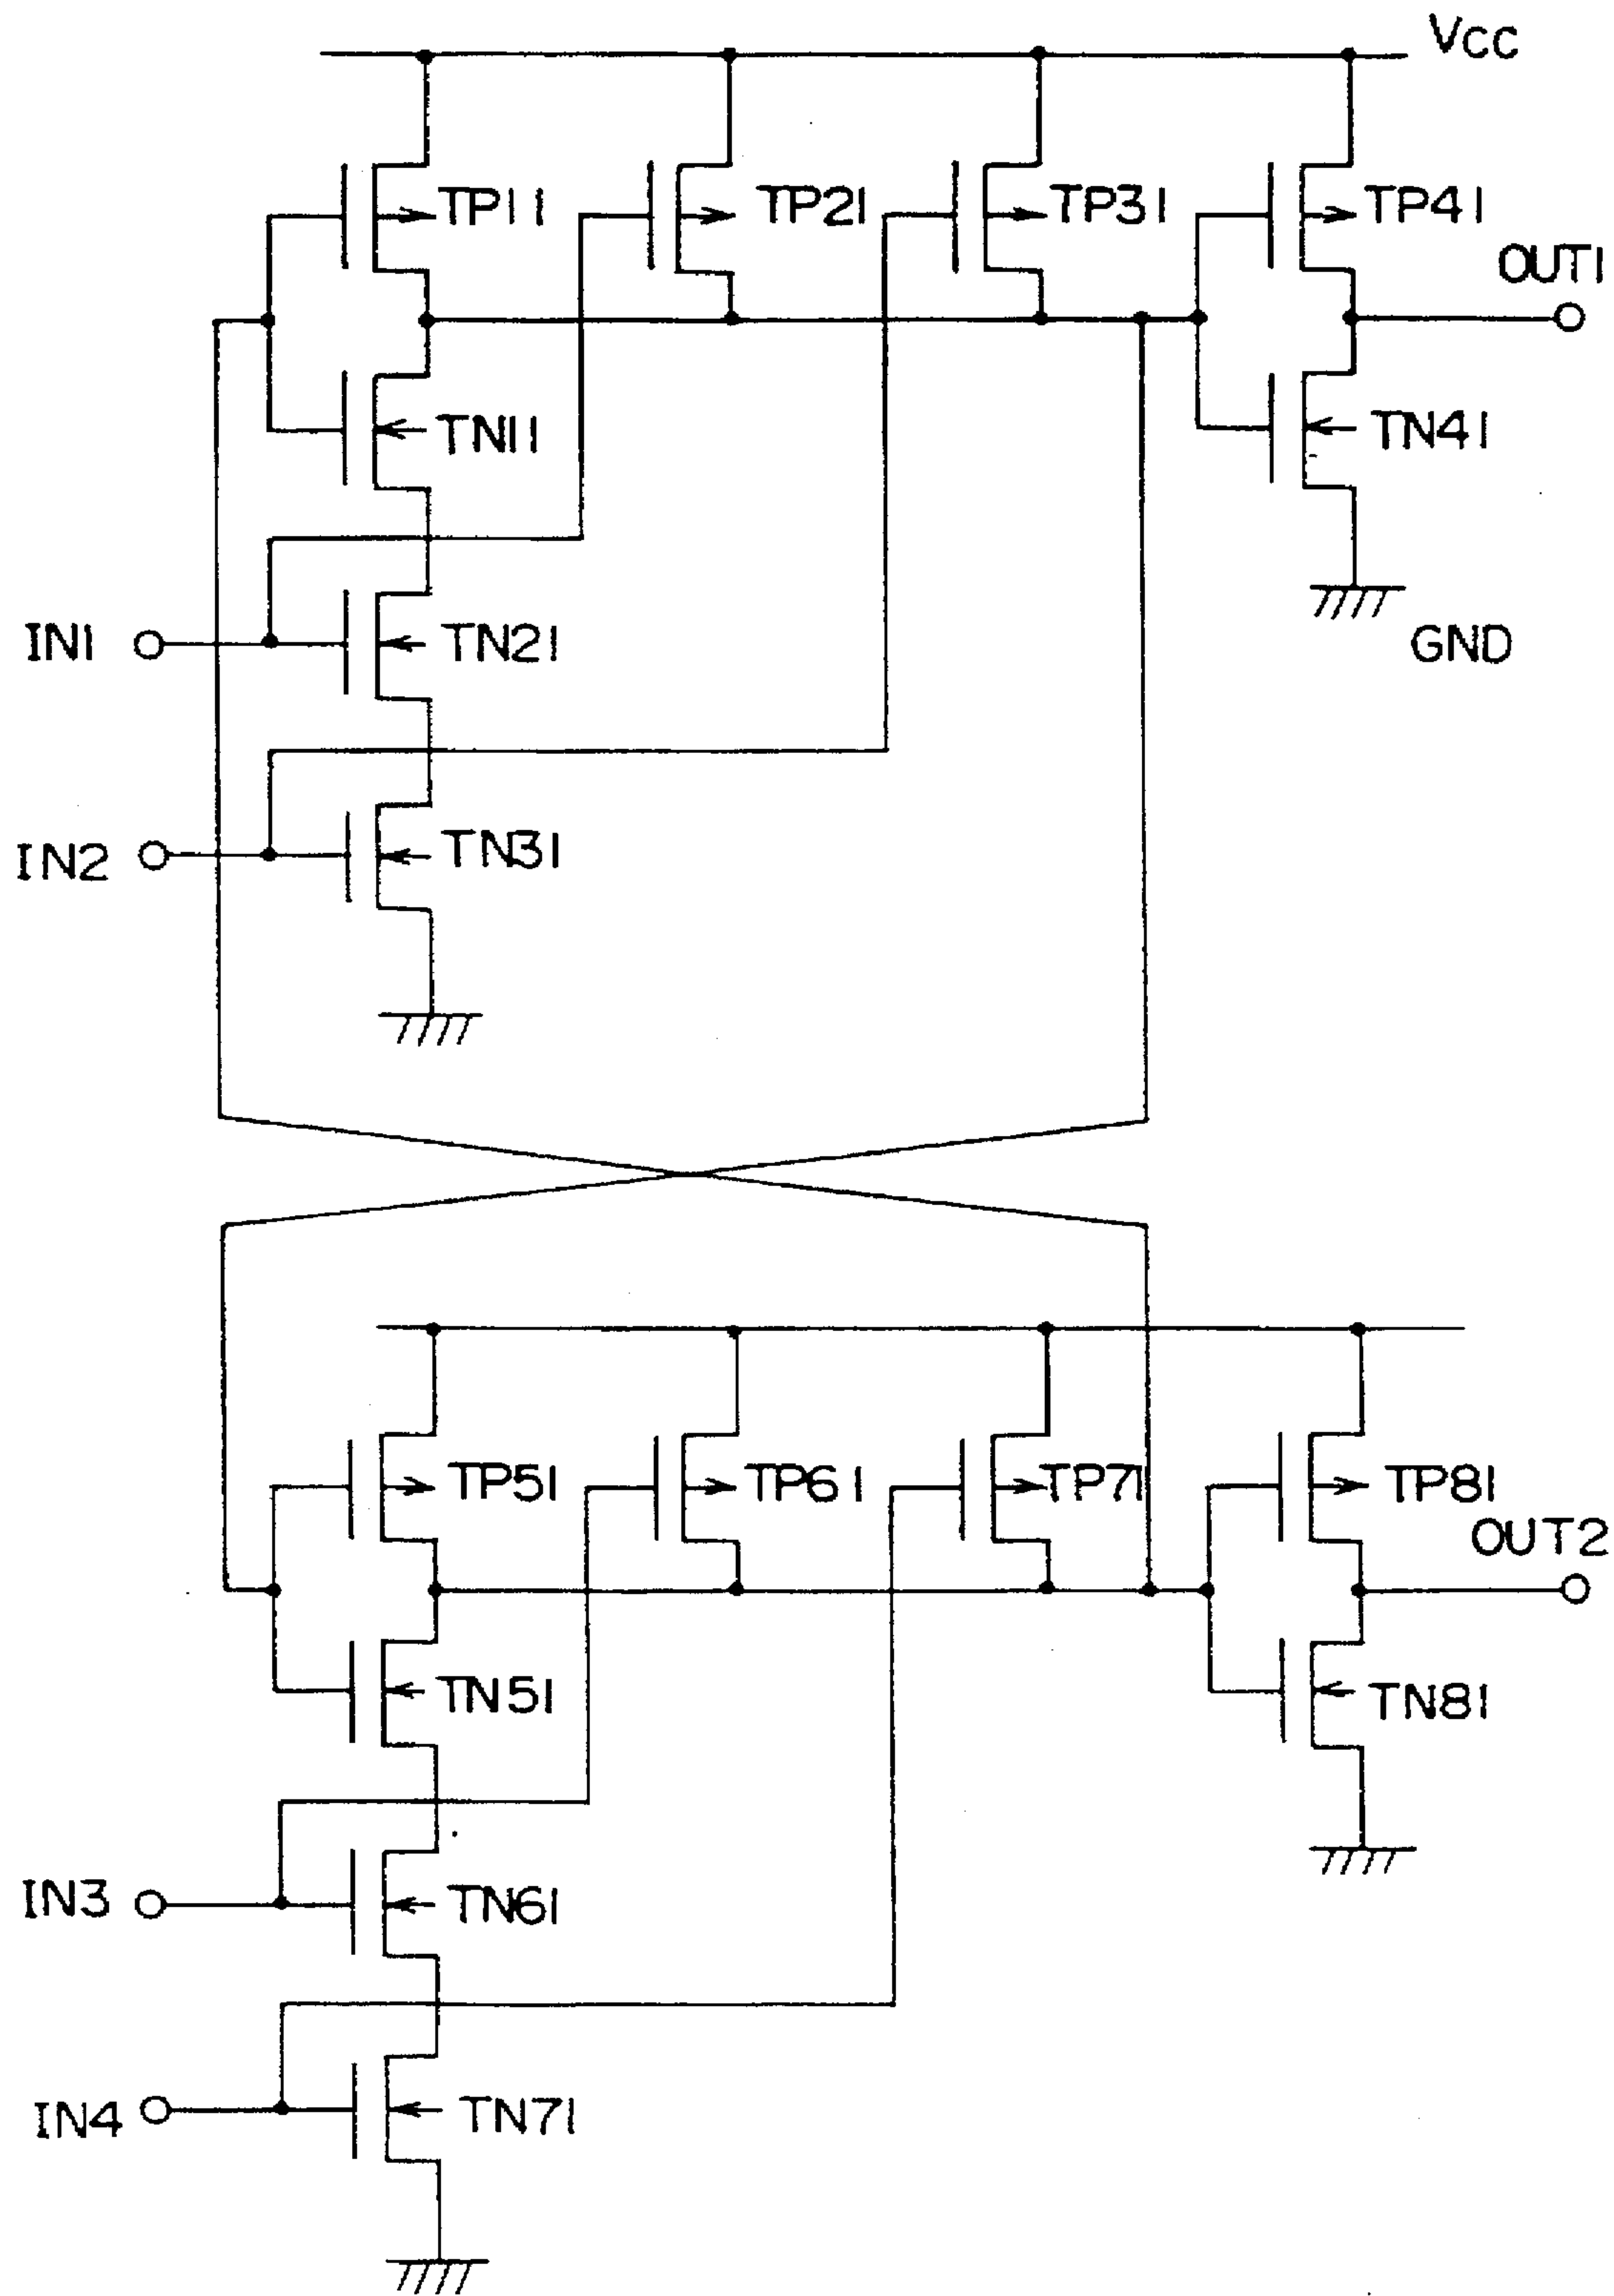 Vcc
TP11
TP21
TP31
TP41
OUT1
TN11
TN41
IN1
TN21
GND
IN2
TN31
TP51
TP61
TP71
TP81
OUT2
TN51
TN81
IN3
TN61
IN4
TN71